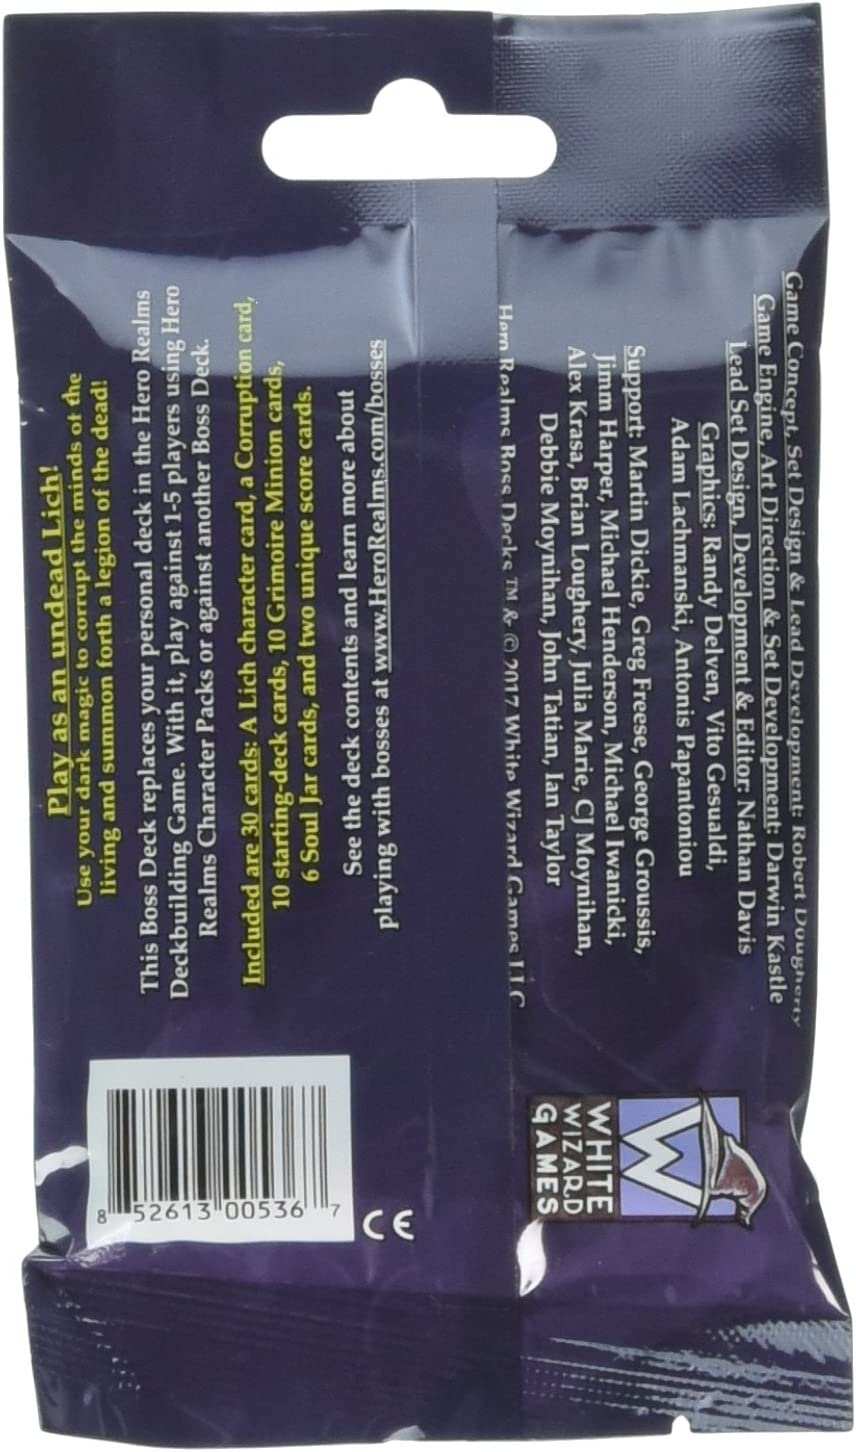 Play as an undead Lich!
Use your dark magic to corrupt the minds of the
living and summon forth a legion of the dead!
This Boss Deck replaces your personal deck in the Hero Realms
Deckbuilding Game. With it, play against 1-5 players using Hero
Realms Character Packs or against another Boss Deck.
Included are 30 cards: A Lich character card, a Corruption card,
10 starting-deck cards, 10 Grimoire Minion cards,
6 Soul Jar cards, and two unique score cards.
See the deck contents and learn more about
playing with bosses at www.HeroRealms.com/bosses
Game Concept, Set Design & Lead Development: Robert Dougherty
Game Engine, Art Direction & Set Development: Darwin Kastle
Lead Set Design, Development & Editor: Nathan Davis
Graphics: Randy Delven, Vito Gesualdi,
Adam Lachmanski, Antonis Papantoniou
Support: Martin Dickie, Greg Freese, George Groussis,
Jimm Harper, Michael Henderson, Michael Iwanicki,
Alex Krasa, Brian Loughery, Julia Marie, CJ Moynihan,
Debbie Moynihan, John Tatian, Ian Taylor
Hero Realms Boss Decks ™ & © 2017 White Wizard Games LLC
8 52613 00536 7
CE
W
WHITE
WIZARD
GAMES